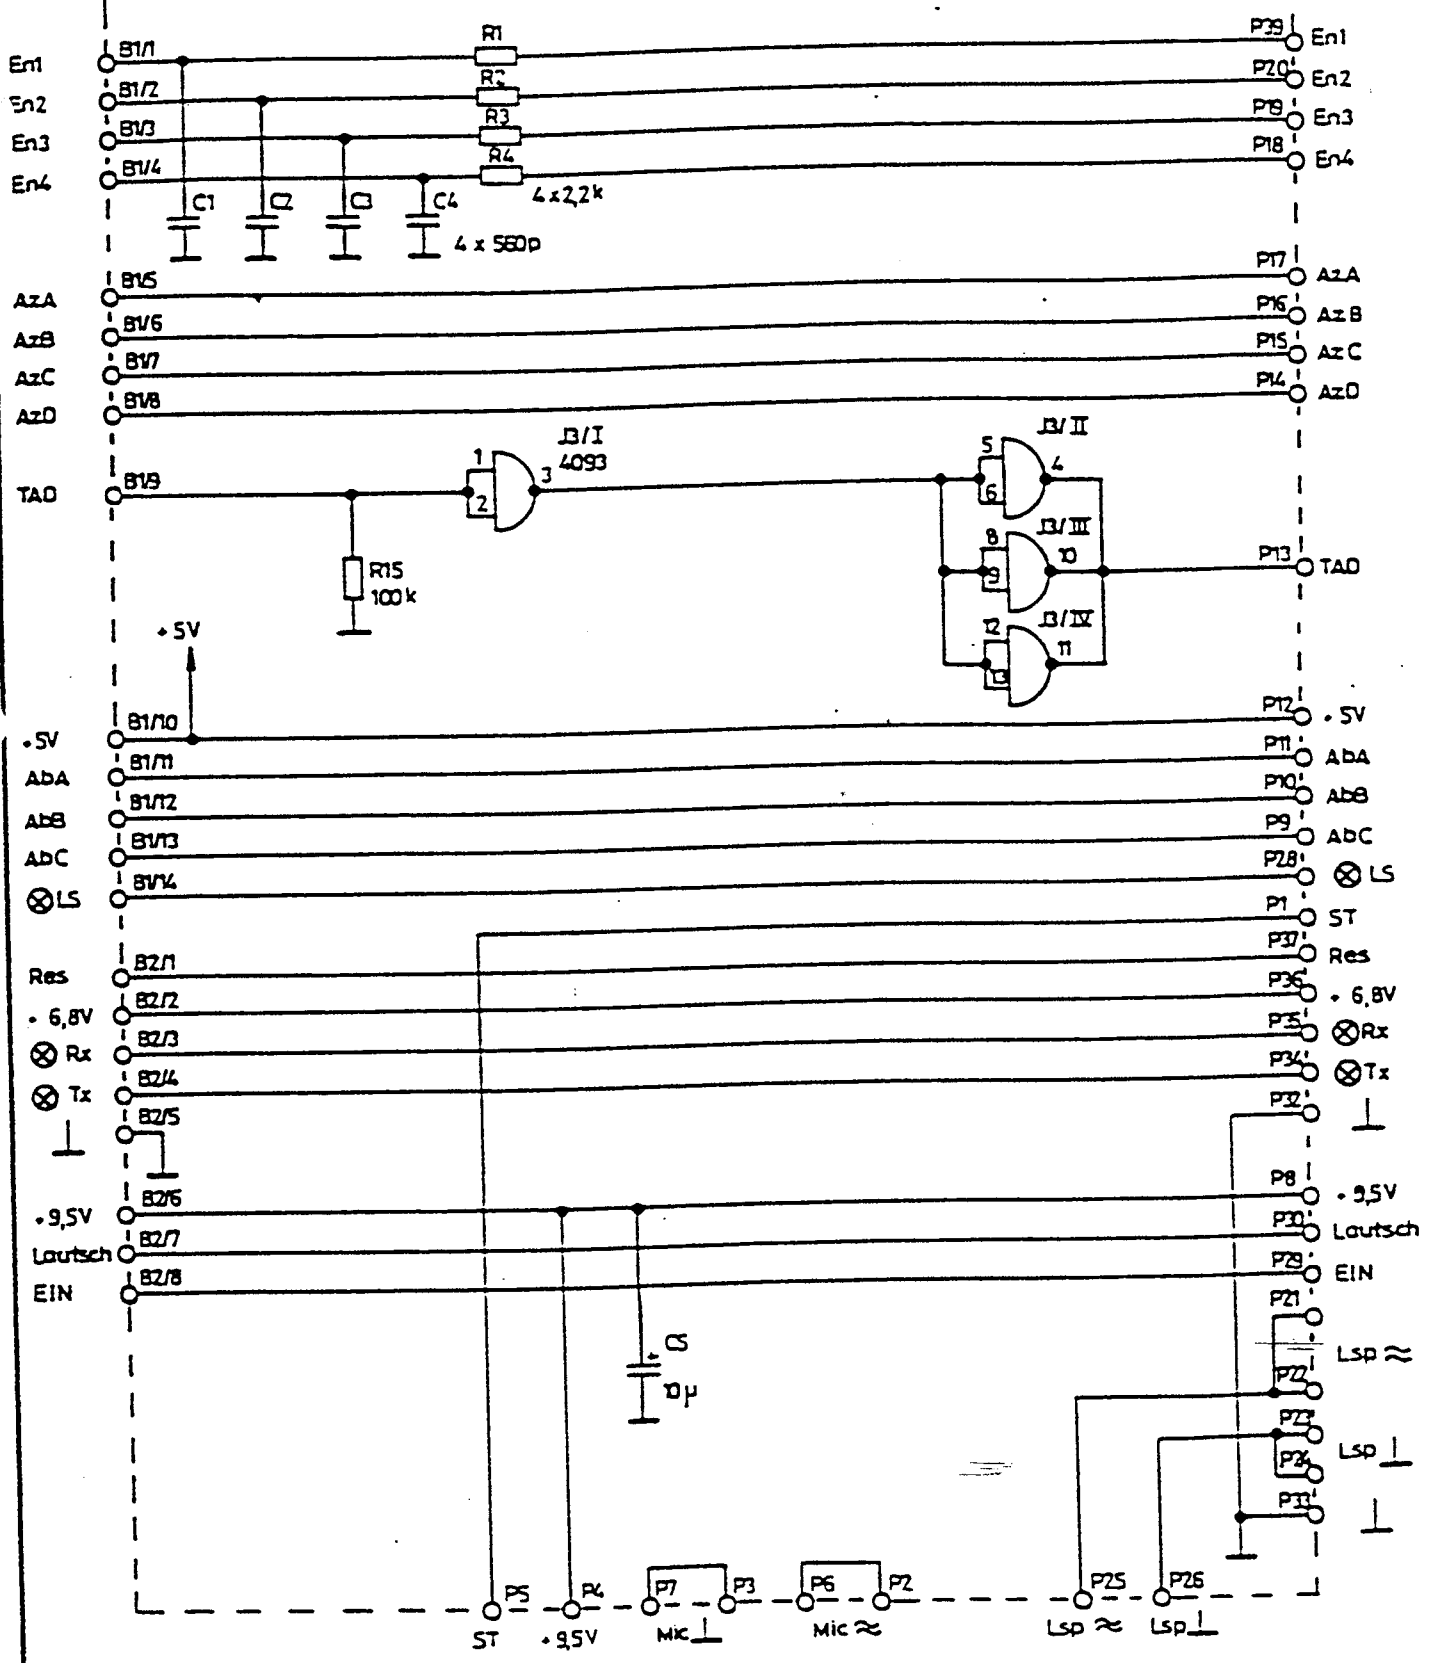 R1
En1 B1/1 P39 En1
R2
En2 B1/2 P20 En2
R3
En3 B1/3 P19 En3
R4
En4 B1/4 P18 En4
4x2,2k
C1 C2 C3 C4
4 x 560p
AzA B1/5 P17 AzA
AzB B1/6 P16 AzB
AzC B1/7 P15 AzC
AzD B1/8 P14 AzD
J3/I
4093
J3/II
1 2 3
5 6 4
TAD B1/9
J3/III
8 9 10
P13 TAD
R15
100k
J3/IV
12 13 11
+5V
+5V B1/10 P12 +5V
AbA B1/11 P11 AbA
AbB B1/12 P10 AbB
AbC B1/13 P9 AbC
⊗LS B1/14 P28 ⊗LS
P1 ST
Res B2/1 P37 Res
+ 6,8V B2/2 P36 + 6,8V
⊗ Rx B2/3 P35 ⊗Rx
⊗ Tx B2/4 P34 ⊗Tx
B2/5 P32
+9,5V B2/6 P8 +9,5V
Lautsch B2/7 P30 Lautsch
EIN B2/8 P29 EIN
P21
C5
+
10µ
Lsp ≈
P22
P23
Lsp ⊥
P24
P33 ⊥
P5 P4 P7 P3 P6 P2 P25 P26
ST +9,5V Mic⊥ Mic≈ Lsp ≈ Lsp⊥